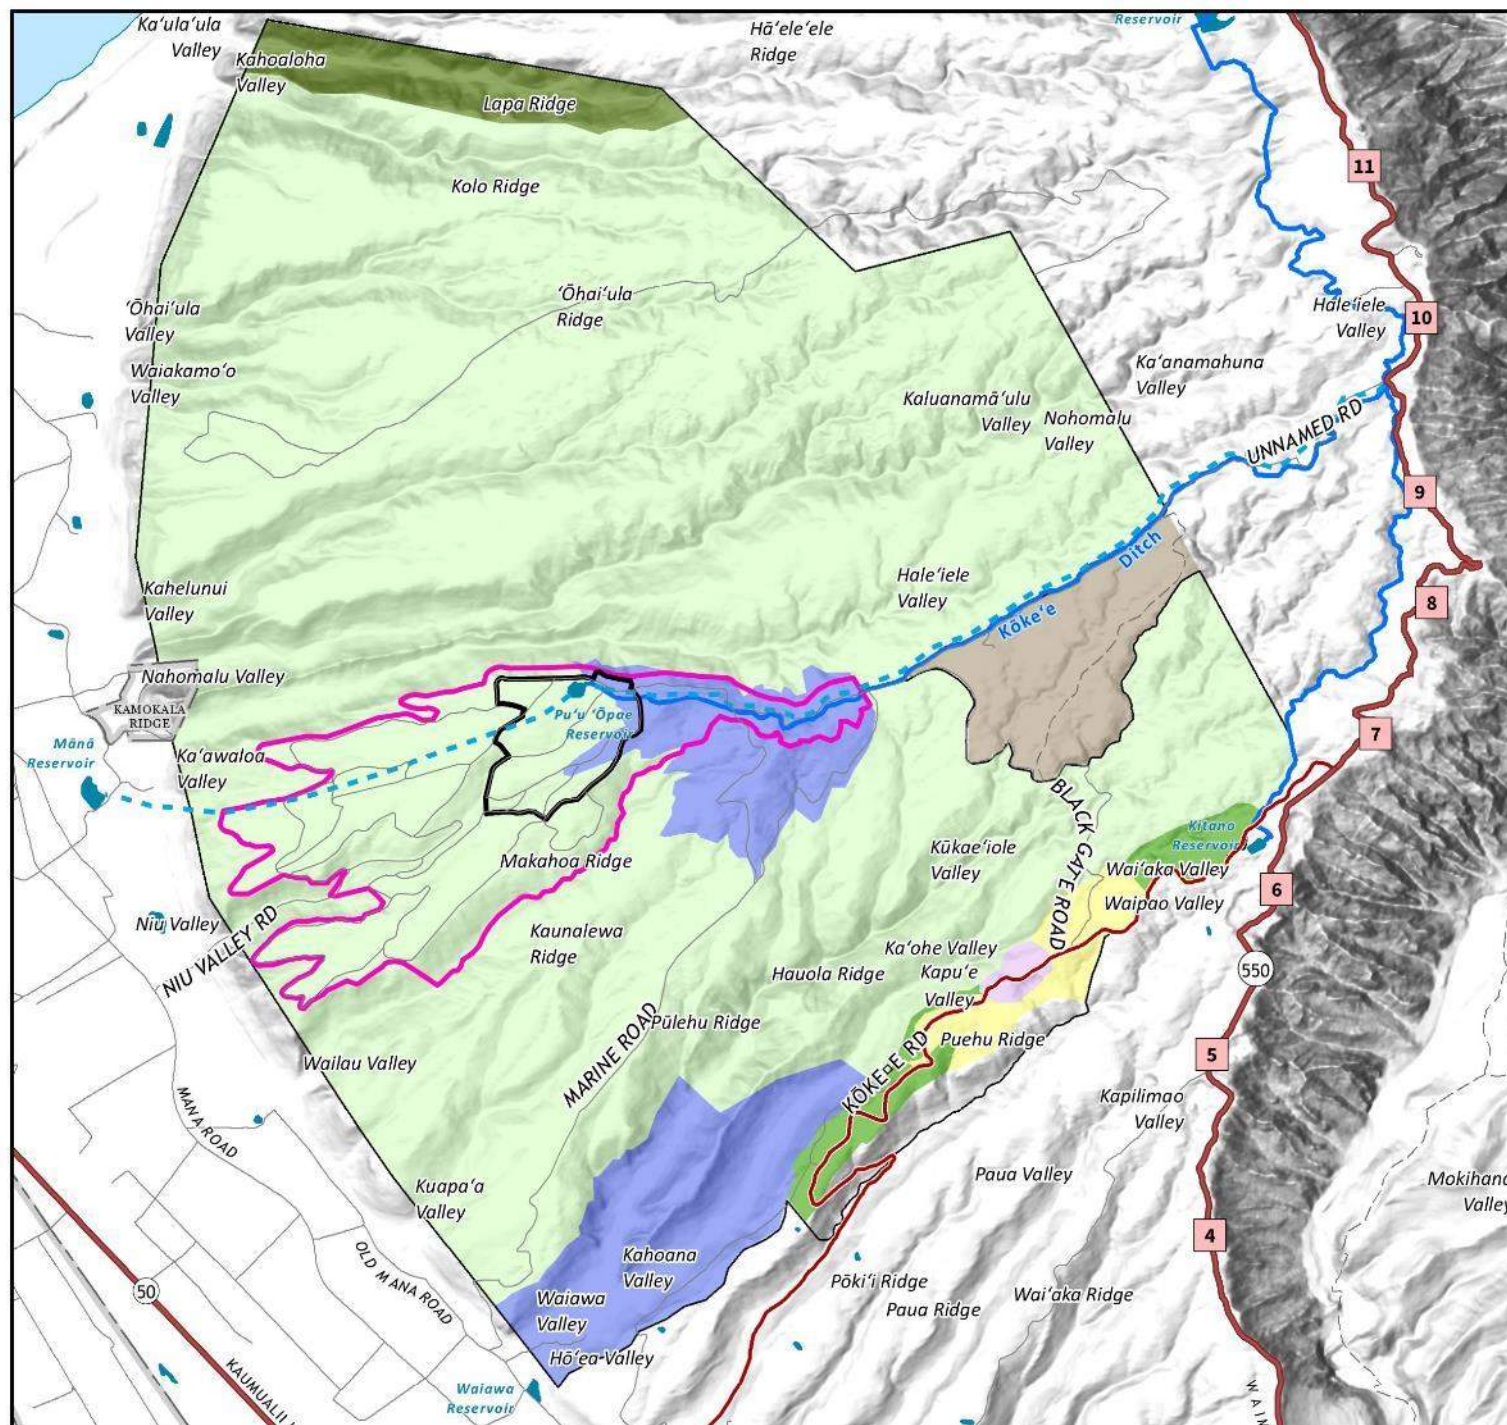 Reservoir
Ka‘ula‘ula
Valley
Kahoaloha
Valley
Hā‘ele‘ele
Ridge
Lapa Ridge
11
Kolo Ridge
‘Ōhai‘ula
Ridge
‘Ōhai‘ula
Valley
Hale‘iele
Valley
10
Waiakamo‘o
Valley
Ka‘anamahuna
Valley
Kaluanamā‘ulu
Valley
Nohomalu
Valley
UNNAMED RD
9
Ditch
Kōke‘e
Hale‘iele
Valley
Kahelunui
Valley
8
Nahomalu Valley
KAMOKALA
RIDGE
Pu‘u ‘Ōpae
Reservoir
7
Mānā
Reservoir
Ka‘awaloa
Valley
BLACK GATE ROAD
Kitano
Reservoir
Makahoa Ridge
Kūkae‘iole
Valley
Wai‘aka Valley
6
Waipao Valley
Niu Valley
NIU VALLEY RD
Kaunalewa
Ridge
Ka‘ohe Valley
Hauola Ridge
Kapu‘e
Valley
550
MARINE ROAD
Pūlehu Ridge
Puehu Ridge
5
KŌKE¤E RD
Wailau Valley
Kapilimao
Valley
MANA ROAD
Paua Valley
Mokihana
Valley
Kuapa‘a
Valley
4
OLD MANA ROAD
Kahoana
Valley
Pōki‘i Ridge
Wai‘aka Ridge
50
Waiawa
Valley
Paua Ridge
Hō‘ea Valley
KAUMUALII
Waiawa
Reservoir